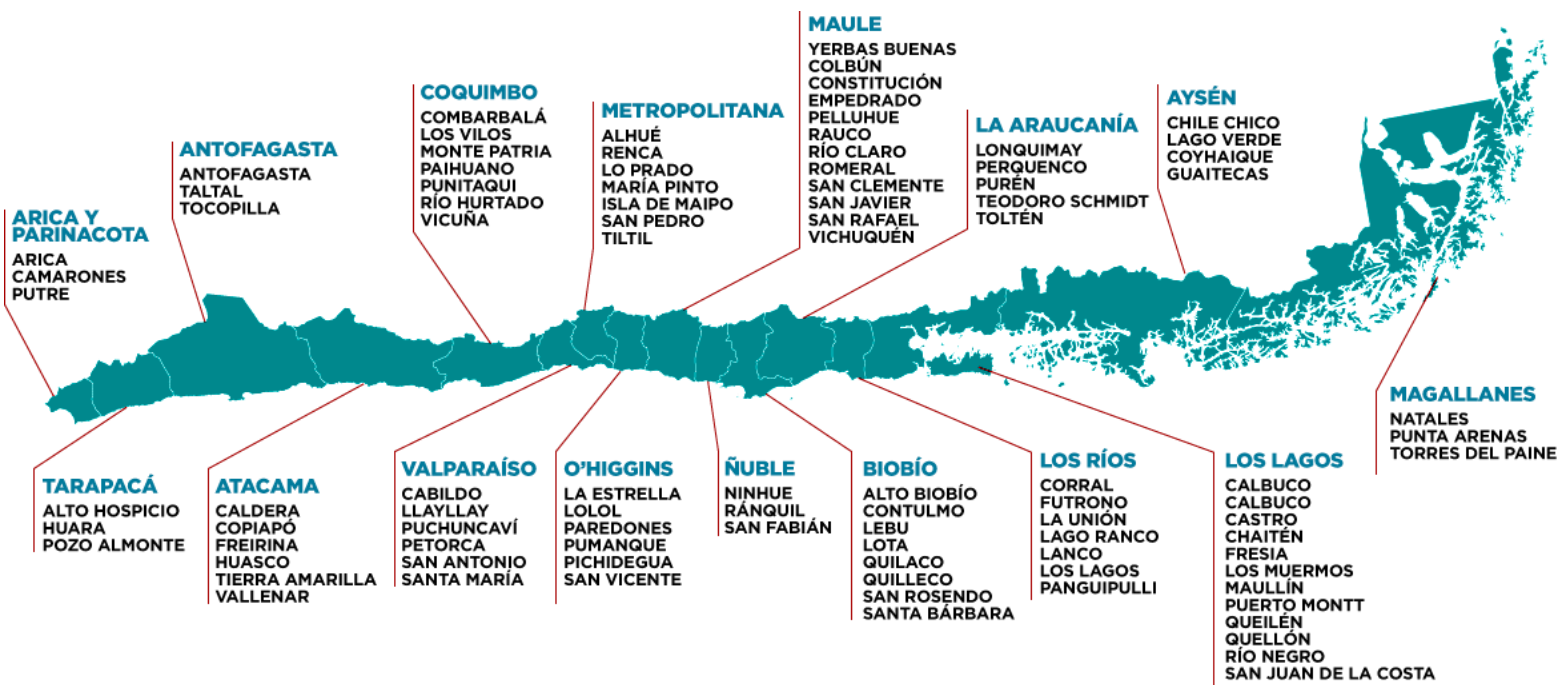 ARICA Y
PARINACOTA
ARICA
CAMARONES
PUTRE
ANTOFAGASTA
ANTOFAGASTA
TALTAL
TOCOPILLA
COQUIMBO
COMBARBALÁ
LOS VILOS
MONTE PATRIA
PAIHUANO
PUNITAQUI
RÍO HURTADO
VICUÑA
METROPOLITANA
ALHUÉ
RENCA
LO PRADO
MARÍA PINTO
ISLA DE MAIPO
SAN PEDRO
TILTIL
MAULE
YERBAS BUENAS
COLBÚN
CONSTITUCIÓN
EMPEDRADO
PELLUHUE
RAUCO
RÍO CLARO
ROMERAL
SAN CLEMENTE
SAN JAVIER
SAN RAFAEL
VICHUQUÉN
LA ARAUCANÍA
LONQUIMAY
PERQUENCO
PURÉN
TEODORO SCHMIDT
TOLTÉN
AYSÉN
CHILE CHICO
LAGO VERDE
COYHAIQUE
GUAITECAS
TARAPACÁ
ALTO HOSPICIO
HUARA
POZO ALMONTE
ATACAMA
CALDERA
COPIAPÓ
FREIRINA
HUASCO
TIERRA AMARILLA
VALLENAR
VALPARAÍSO
CABILDO
LLAYLLAY
PUCHUNCAVÍ
PETORCA
SAN ANTONIO
SANTA MARÍA
O'HIGGINS
LA ESTRELLA
LOLOL
PAREDONES
PUMANQUE
PICHIDEGUA
SAN VICENTE
ÑUBLE
NINHUE
RÁNQUIL
SAN FABIÁN
BIOBÍO
ALTO BIOBÍO
CONTULMO
LEBU
LOTA
QUILACO
QUILLECO
SAN ROSENDO
SANTA BÁRBARA
LOS RÍOS
CORRAL
FUTRONO
LA UNIÓN
LAGO RANCO
LANCO
LOS LAGOS
PANGUIPULLI
LOS LAGOS
CALBUCO
CALBUCO
CASTRO
CHAITÉN
FRESIA
LOS MUERMOS
MAULLÍN
PUERTO MONTT
QUEILÉN
QUELLÓN
RÍO NEGRO
SAN JUAN DE LA COSTA
MAGALLANES
NATALES
PUNTA ARENAS
TORRES DEL PAINE